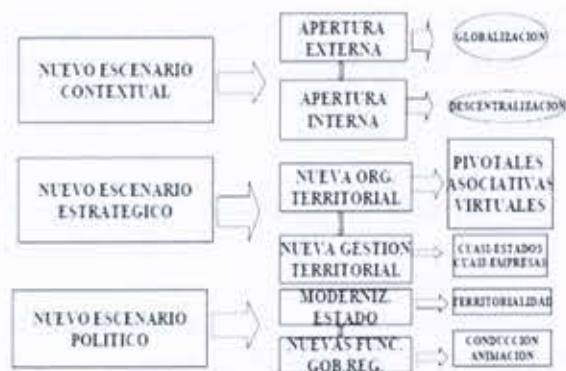 NUEVO ESCENARIO
CONTEXTUAL
APERTURA
EXTERNA
GLOBALIZACION
APERTURA
INTERNA
DESCENTRALIZACION
NUEVO ESCENARIO
ESTRATEGICO
NUEVA ORG.
TERRITORIAL
PIVOTALES
ASOCIATIVAS
VIRTUALES
NUEVA GESTION
TERRITORIAL
CUASI-ESTADOS
CUASI-EMPRESAS
NUEVO ESCENARIO
POLITICO
MODERNIZ.
ESTADO
TERRITORIALIDAD
NUEVAS FUNC.
GOB.REG.
CONDUCCION
ANIMACION